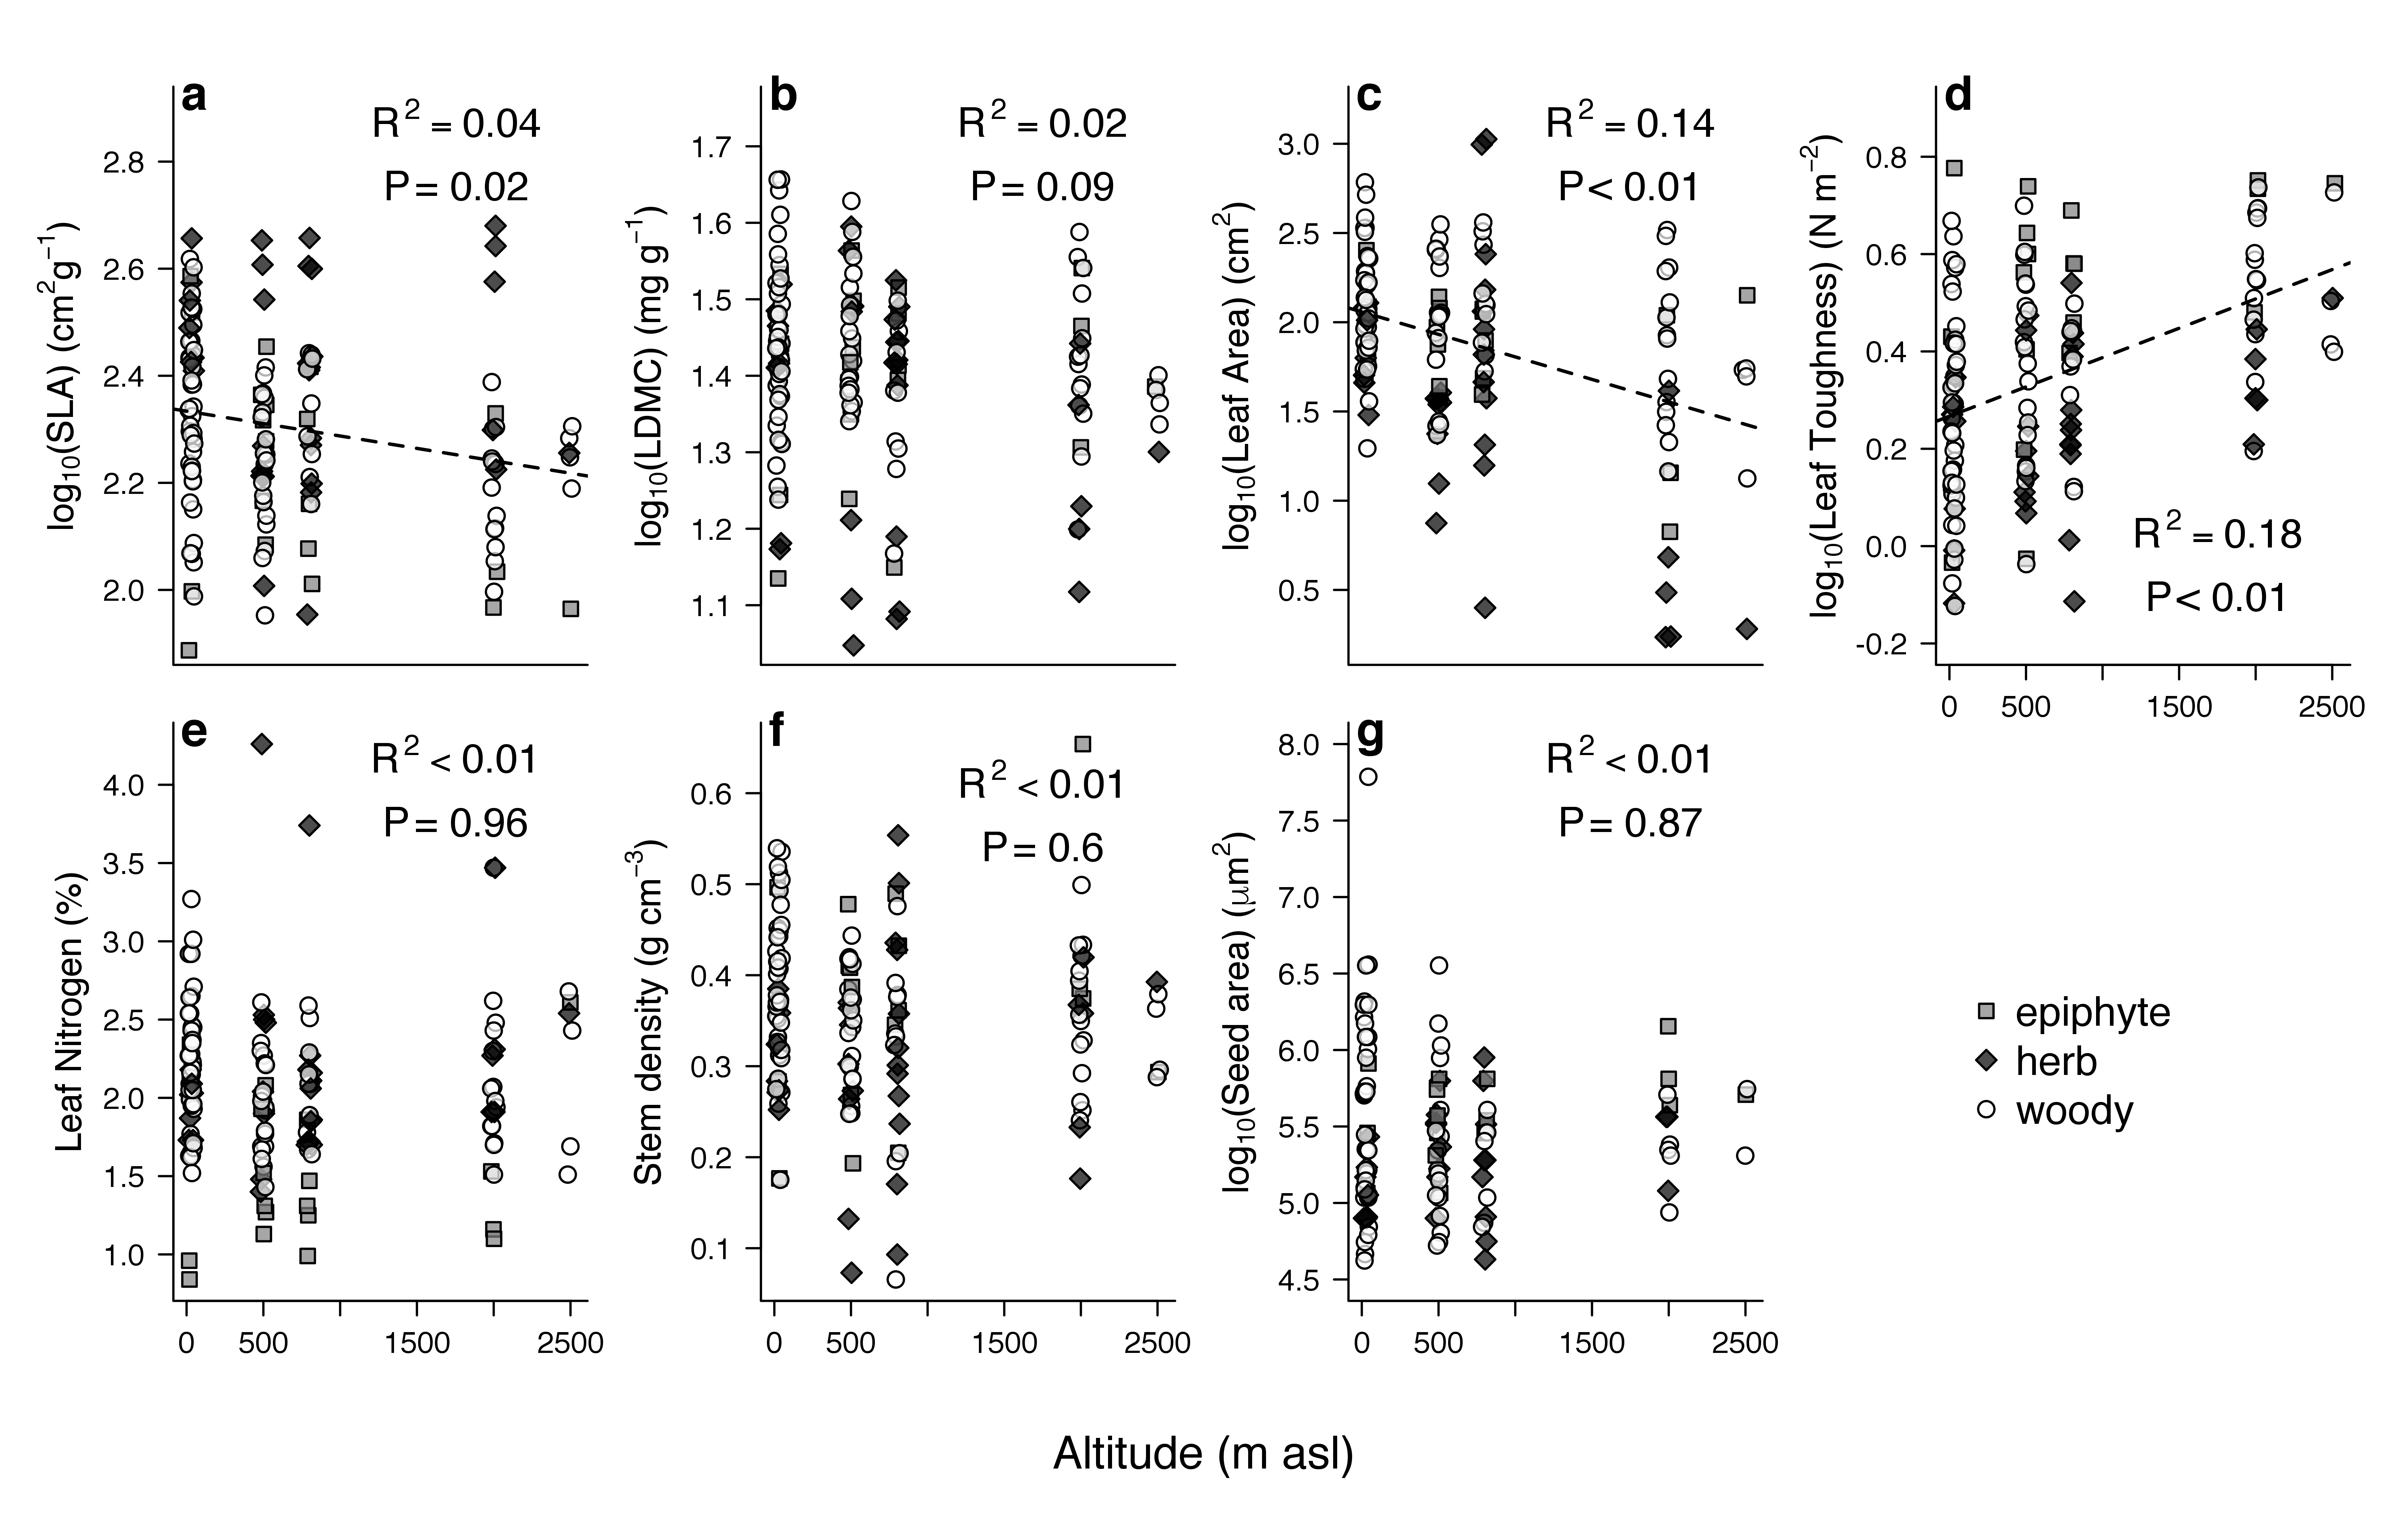 a
R² = 0.04
P = 0.02
log₁₀(SLA) (cm²g⁻¹)
2.8
2.6
2.4
2.2
2.0
b
R² = 0.02
P = 0.09
log₁₀(LDMC) (mg g⁻¹)
1.7
1.6
1.5
1.4
1.3
1.2
1.1
c
R² = 0.14
P < 0.01
log₁₀(Leaf Area) (cm²)
3.0
2.5
2.0
1.5
1.0
0.5
d
log₁₀(Leaf Toughness) (N m⁻²)
0.8
0.6
0.4
0.2
0.0
-0.2
R² = 0.18
P < 0.01
0 500 1500 2500
e
R² < 0.01
P = 0.96
Leaf Nitrogen (%)
4.0
3.5
3.0
2.5
2.0
1.5
1.0
0 500 1500 2500
f
R² < 0.01
P = 0.6
Stem density (g cm⁻³)
0.6
0.5
0.4
0.3
0.2
0.1
0 500 1500 2500
g
R² < 0.01
P = 0.87
log₁₀(Seed area) (μm²)
8.0
7.5
7.0
6.5
6.0
5.5
5.0
4.5
0 500 1500 2500
epiphyte
herb
woody
Altitude (m asl)